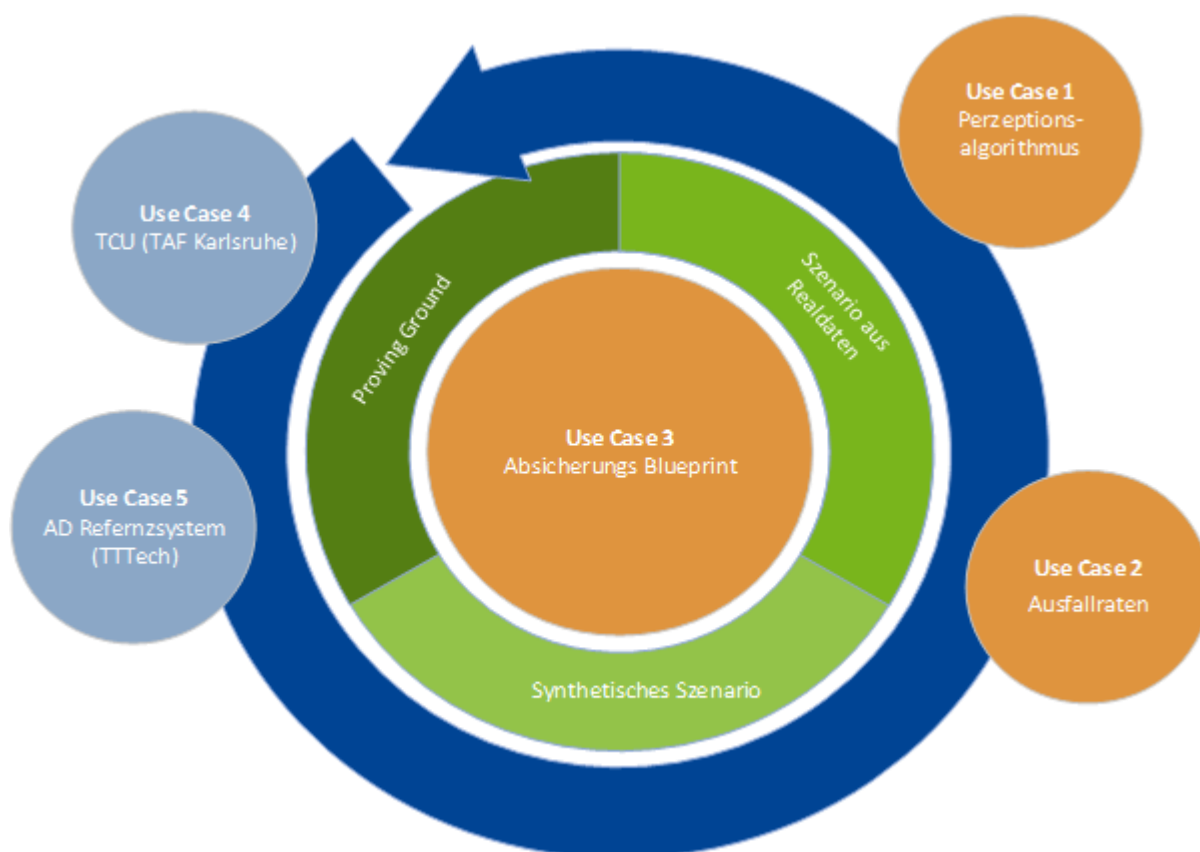 Use Case 1
Perzeptions-
algorithmus
Use Case 4
TCU (TAF Karlsruhe)
Szenario aus
Realdaten
Proving Ground
Use Case 3
Absicherungs Blueprint
Use Case 5
AD Refernzsystem
(TTTech)
Use Case 2
Ausfallraten
Synthetisches Szenario